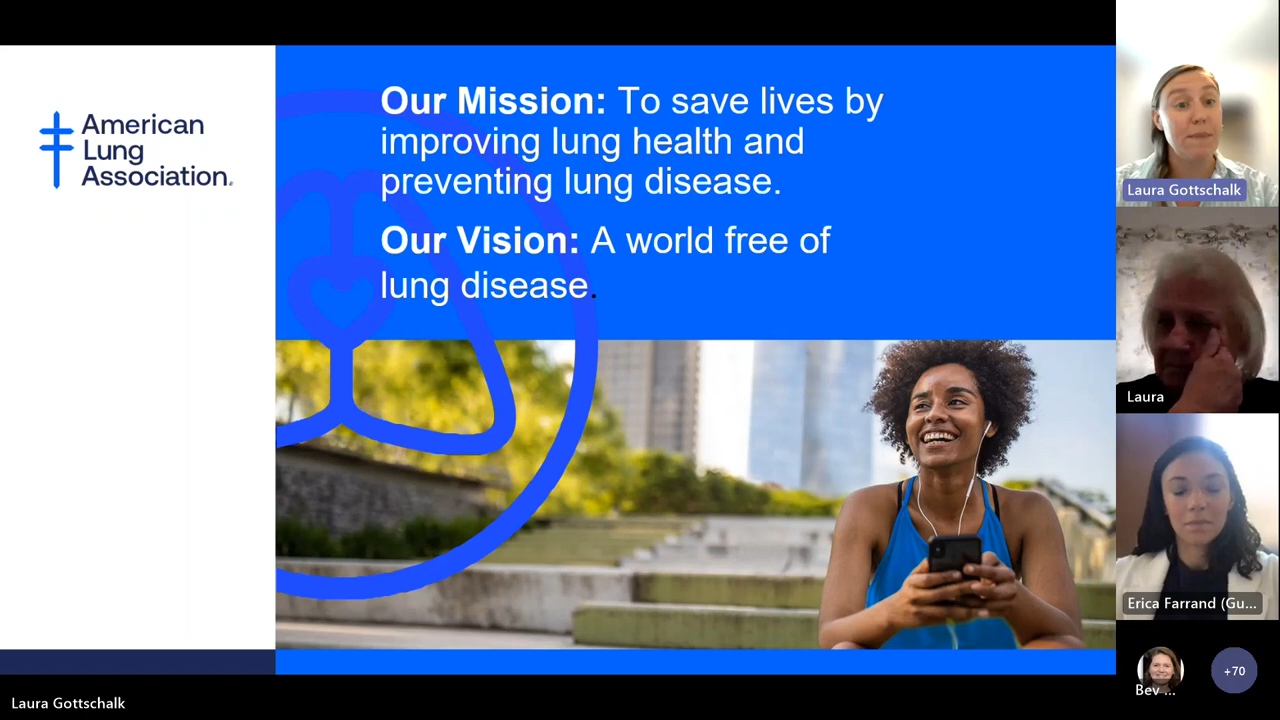 American
Lung
Association.
Our Mission: To save lives by
improving lung health and
preventing lung disease.
Our Vision: A world free of
lung disease.
Laura Gottschalk
Laura
Erica Farrand (Gu...
Bev ...
+70
Laura Gottschalk